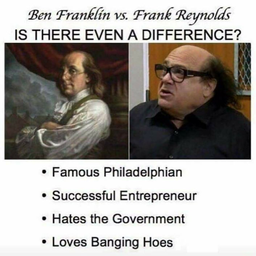 Ben Franklin vs. Frank Reynolds
IS THERE EVEN A DIFFERENCE?
• Famous Philadelphian
• Successful Entrepreneur
• Hates the Government
• Loves Banging Hoes